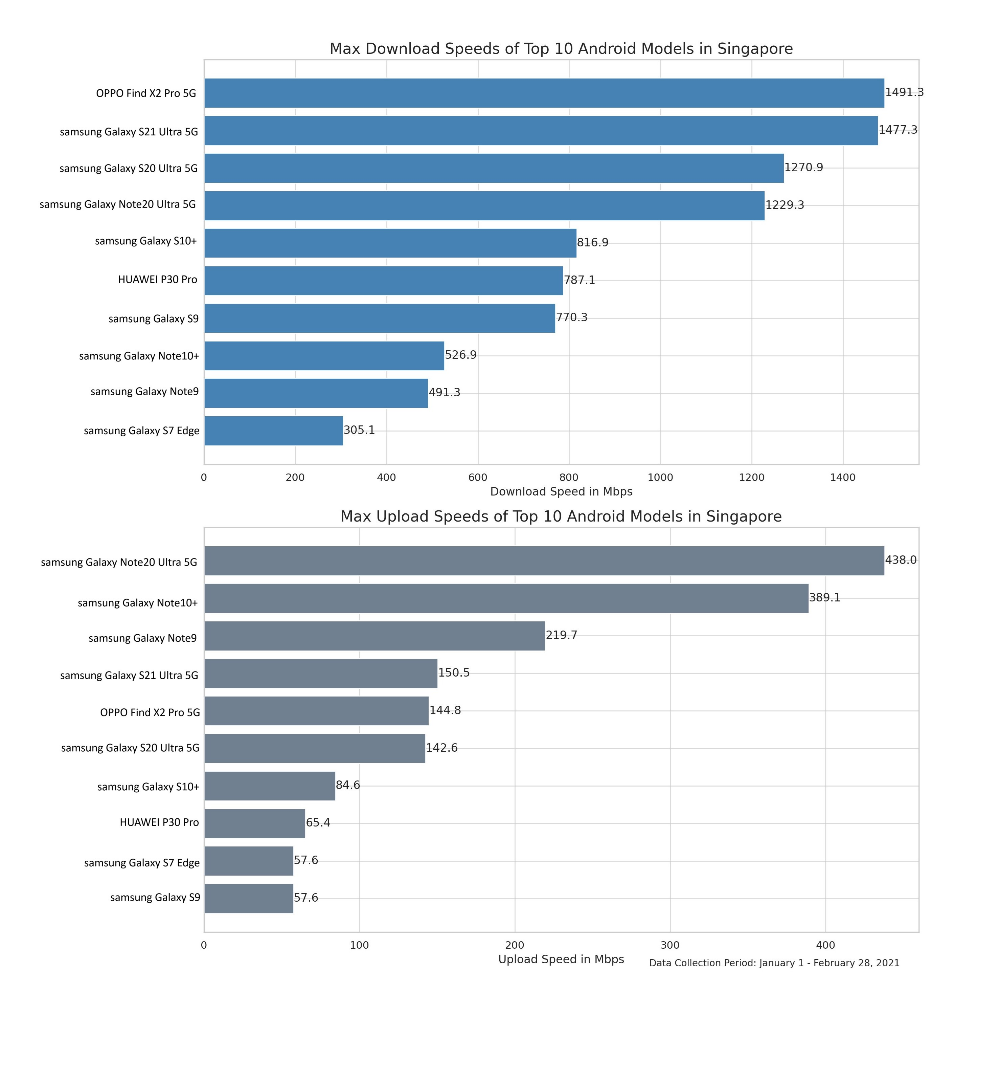 Max Download Speeds of Top 10 Android Models in Singapore
OPPO Find X2 Pro 5G 1491.3
samsung Galaxy S21 Ultra 5G 1477.3
samsung Galaxy S20 Ultra 5G 1270.9
samsung Galaxy Note20 Ultra 5G 1229.3
samsung Galaxy S10+ 816.9
HUAWEI P30 Pro 787.1
samsung Galaxy S9 770.3
samsung Galaxy Note10+ 526.9
samsung Galaxy Note9 491.3
samsung Galaxy S7 Edge 305.1
0 200 400 600 800 1000 1200 1400
Download Speed in Mbps
Max Upload Speeds of Top 10 Android Models in Singapore
samsung Galaxy Note20 Ultra 5G 438.0
samsung Galaxy Note10+ 389.1
samsung Galaxy Note9 219.7
samsung Galaxy S21 Ultra 5G 150.5
OPPO Find X2 Pro 5G 144.8
samsung Galaxy S20 Ultra 5G 142.6
samsung Galaxy S10+ 84.6
HUAWEI P30 Pro 65.4
samsung Galaxy S7 Edge 57.6
samsung Galaxy S9 57.6
0 100 200 300 400
Upload Speed in Mbps
Data Collection Period: January 1 - February 28, 2021